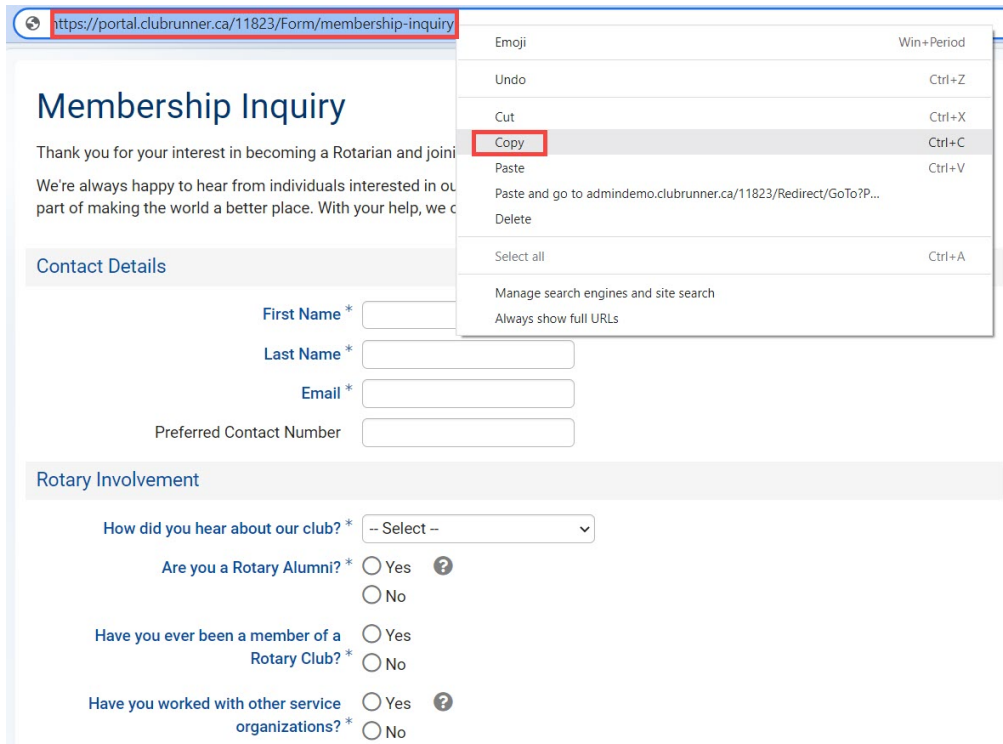 https://portal.clubrunner.ca/11823/Form/membership-inquiry
Emoji Win+Period
Undo Ctrl+Z
Cut Ctrl+X
Copy Ctrl+C
Paste Ctrl+V
Paste and go to admindemo.clubrunner.ca/11823/Redirect/GoTo?P...
Delete
Select all Ctrl+A
Manage search engines and site search
Always show full URLs
Membership Inquiry
Thank you for your interest in becoming a Rotarian and joini
We're always happy to hear from individuals interested in ou
part of making the world a better place. With your help, we c
Contact Details
First Name *
Last Name *
Email *
Preferred Contact Number
Rotary Involvement
How did you hear about our club? * -- Select --
Are you a Rotary Alumni? * Yes ?
No
Have you ever been a member of a Yes
Rotary Club? * No
Have you worked with other service Yes ?
organizations? * No